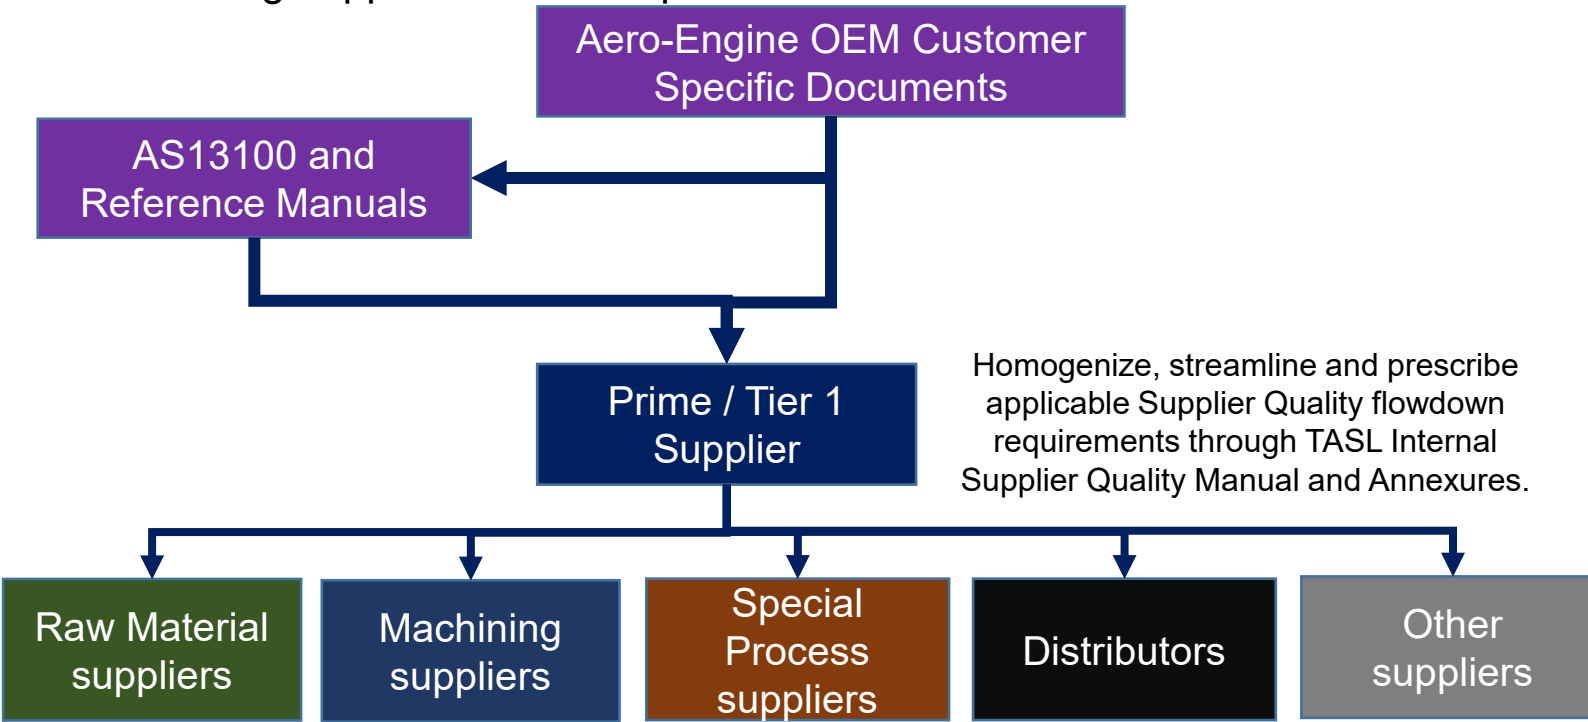 Aero-Engine OEM Customer
Specific Documents
AS13100 and
Reference Manuals
Prime / Tier 1
Supplier
Homogenize, streamline and prescribe
applicable Supplier Quality flowdown
requirements through TASL Internal
Supplier Quality Manual and Annexures.
Raw Material
suppliers
Machining
suppliers
Special
Process
suppliers
Distributors
Other
suppliers